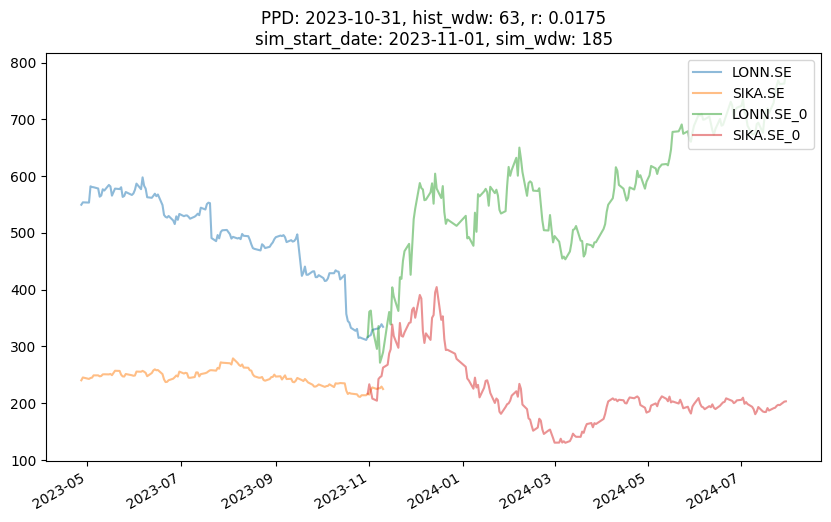 PPD: 2023-10-31, hist_wdw: 63, r: 0.0175
sim_start_date: 2023-11-01, sim_wdw: 185
800
700
600
500
400
300
200
100
LONN.SE
SIKA.SE
LONN.SE_0
SIKA.SE_0
2023-05
2023-07
2023-09
2023-11
2024-01
2024-03
2024-05
2024-07